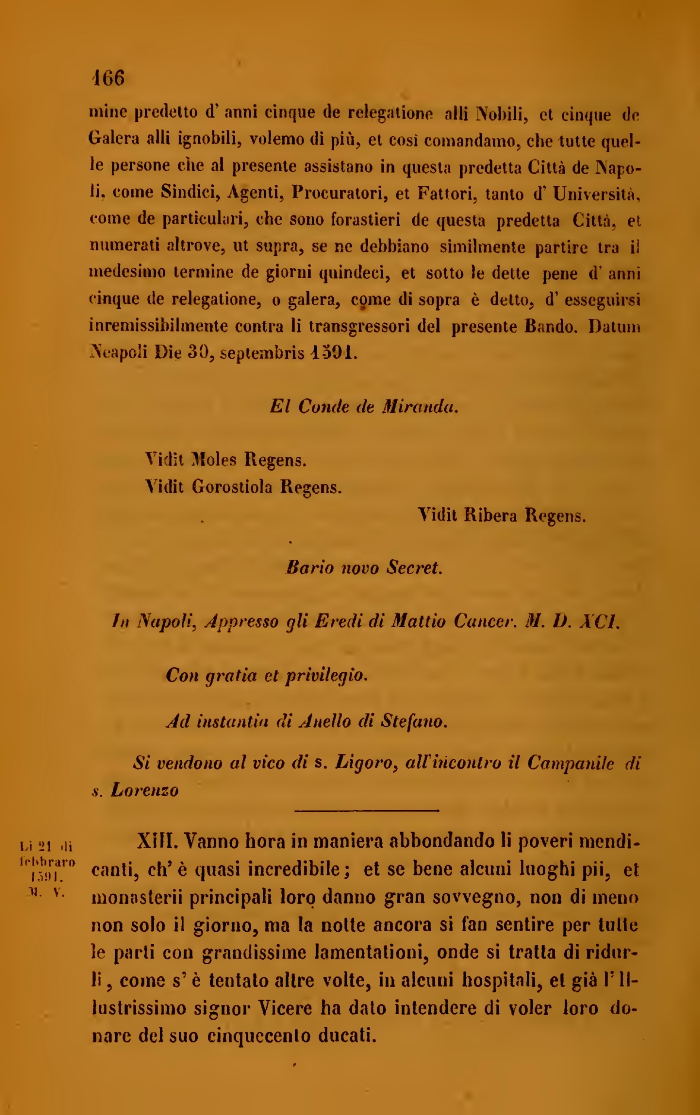 166
mine predetto d' anni cinque de relegatione alli Nobili, et cinque de
Galera alli ignobili, volemo di più, et cosi comandamo, che tutte quel-
le persone che al presente assistano in questa predetta Città de Napo-
li, come Sindici, Agenti, Procuratori, et Fattori, tanto d' Università,
come de particulari, che sono forastieri de questa predetta Città, et
numerati altrove, ut supra, se ne debbiano similmente partire tra il
medesimo termine de giorni quindeci, et sotto le dette pene d' anni
cinque de relegatione, o galera, come di sopra è detto, d' esseguirsi
inremissibilmente contra li transgressori del presente Bando. Datum
Neapoli Die 30, septembris 1591.
El Conde de Miranda.
Vidit Moles Regens.
Vidit Gorostiola Regens.
Vidit Ribera Regens.
Bario novo Secret.
In Napoli, Appresso gli Eredi di Mattio Cancer. M. D. XCI.
Con gratia et privilegio.
Ad instantia di Anello di Stefano.
Si vendono al vico di s. Ligoro, all'incontro il Campanile di
s. Lorenzo
Li 21 di
febbraro
1591.
M. V.
XIII. Vanno hora in maniera abbondando li poveri mendi-
canti, ch' è quasi incredibile; et se bene alcuni luoghi pii, et
monasterii principali loro danno gran sovvegno, non di meno
non solo il giorno, ma la notte ancora si fan sentire per tutte
le parti con grandissime lamentationi, onde si tratta di ridur-
li, come s' è tentato altre volte, in alcuni hospitali, et già l' Il-
lustrissimo signor Vicere ha dato intendere di voler loro do-
nare del suo cinquecento ducati.